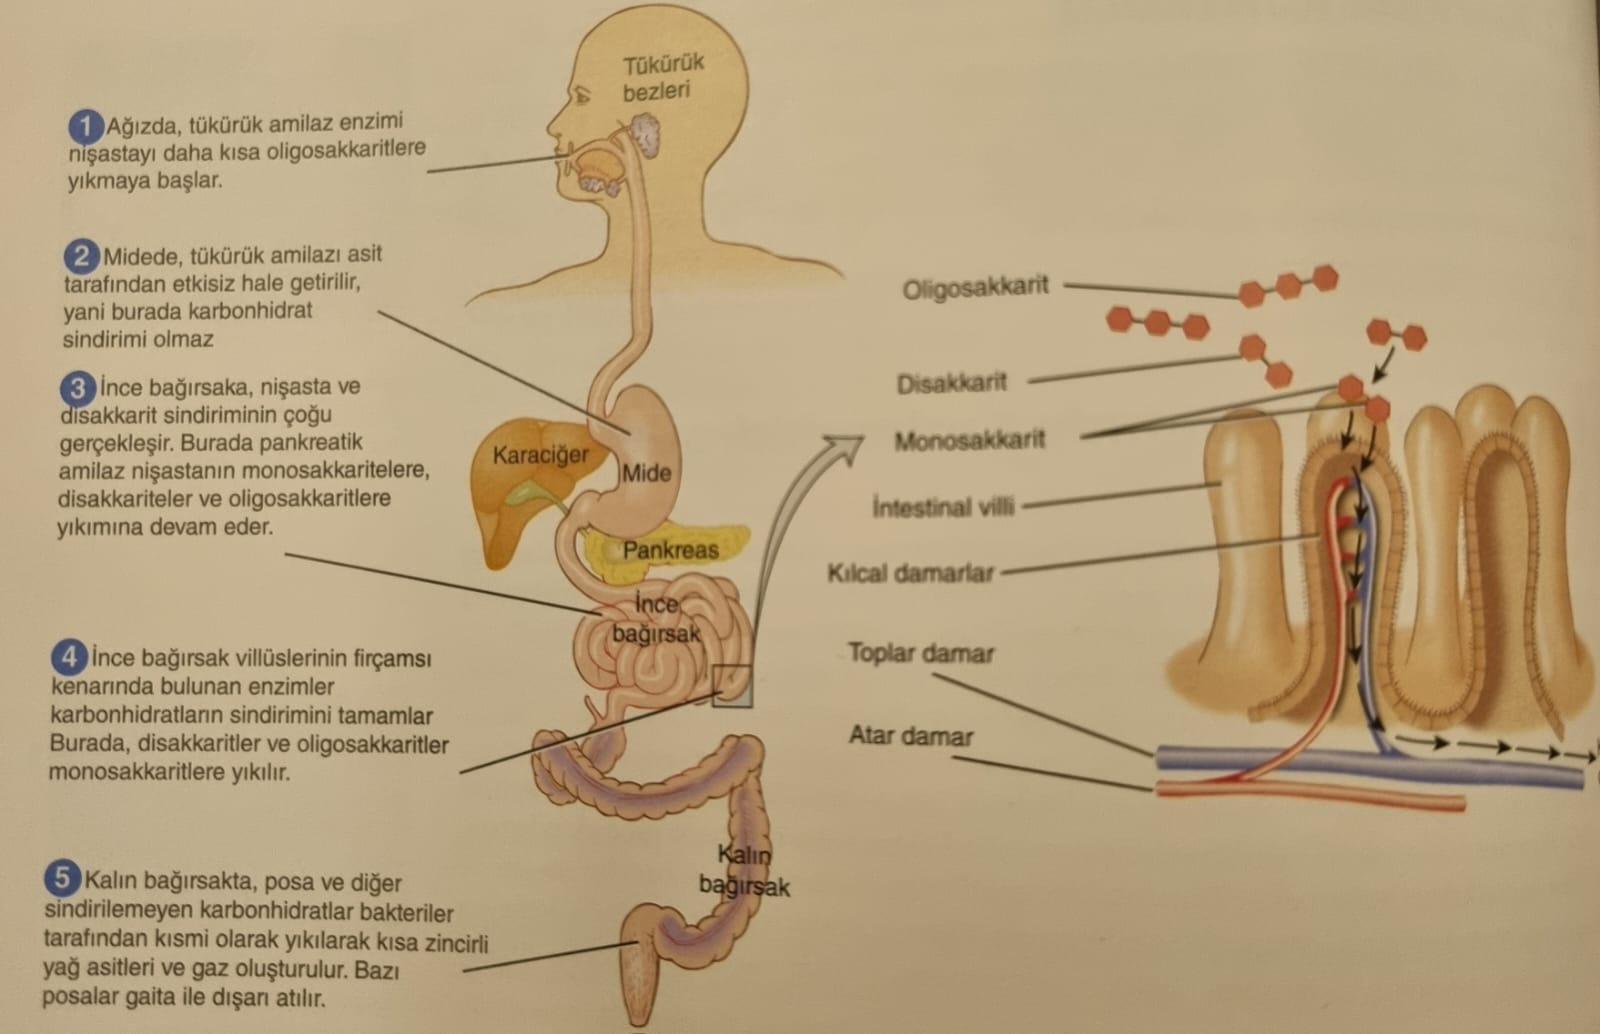 Tükürük
bezleri
1 Ağızda, tükürük amilaz enzimi
nişastayı daha kısa oligosakkaritlere
yıkmaya başlar.
2 Midede, tükürük amilazı asit
tarafından etkisiz hale getirilir,
yani burada karbonhidrat
sindirimi olmaz
3 İnce bağırsaka, nişasta ve
disakkarit sindiriminin çoğu
gerçekleşir. Burada pankreatik
amilaz nişastanın monosakkaritelere,
disakkariteler ve oligosakkaritlere
yıkımına devam eder.
4 İnce bağırsak villüslerinin firçamsı
kenarında bulunan enzimler
karbonhidratların sindirimini tamamlar
Burada, disakkaritler ve oligosakkaritler
monosakkaritlere yıkılır.
5 Kalın bağırsakta, posa ve diğer
sindirilemeyen karbonhidratlar bakteriler
tarafından kısmi olarak yıkılarak kısa zincirli
yağ asitleri ve gaz oluşturulur. Bazı
posalar gaita ile dışarı atılır.
Karaciğer
Mide
Pankreas
İnce
bağırsak
Kalın
bağırsak
Oligosakkarit
Disakkarit
Monosakkarit
İntestinal villi
Kılcal damarlar
Toplar damar
Atar damar